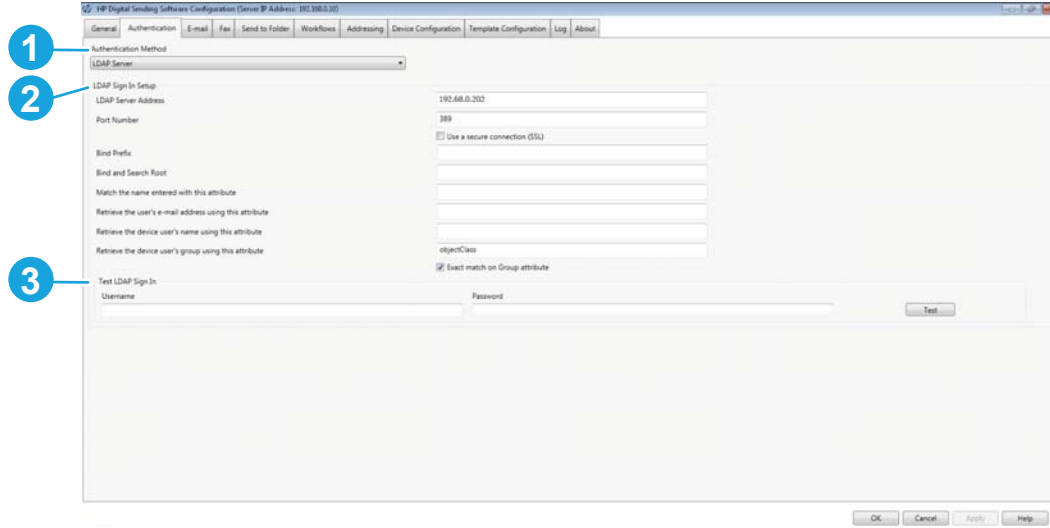 HP Digital Sending Software Configuration (Server IP Address: 192.168.0.10)
General Authentication E-mail Fax Send to Folder Workflows Addressing Device Configuration Template Configuration Log About
1
Authentication Method
LDAP Server
2
LDAP Sign In Setup
LDAP Server Address 192.68.0.202
Port Number 389
Use a secure connection (SSL)
Bind Prefix
Bind and Search Root
Match the name entered with this attribute
Retrieve the user's e-mail address using this attribute
Retrieve the device user's name using this attribute
Retrieve the device user's group using this attribute objectClass
Exact match on Group attribute
3
Test LDAP Sign In
Username Password
Test
OK Cancel Apply Help